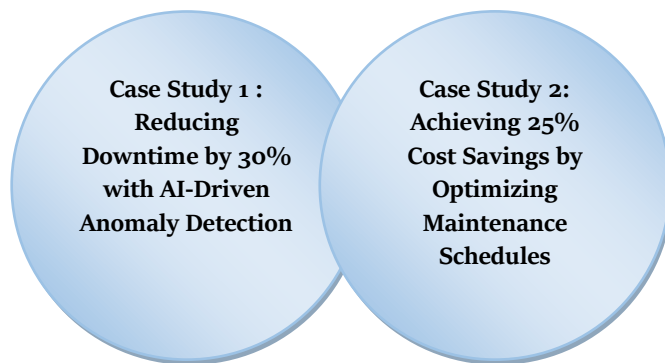 Case Study 1 :
Reducing
Downtime by 30%
with AI-Driven
Anomaly Detection
Case Study 2:
Achieving 25%
Cost Savings by
Optimizing
Maintenance
Schedules